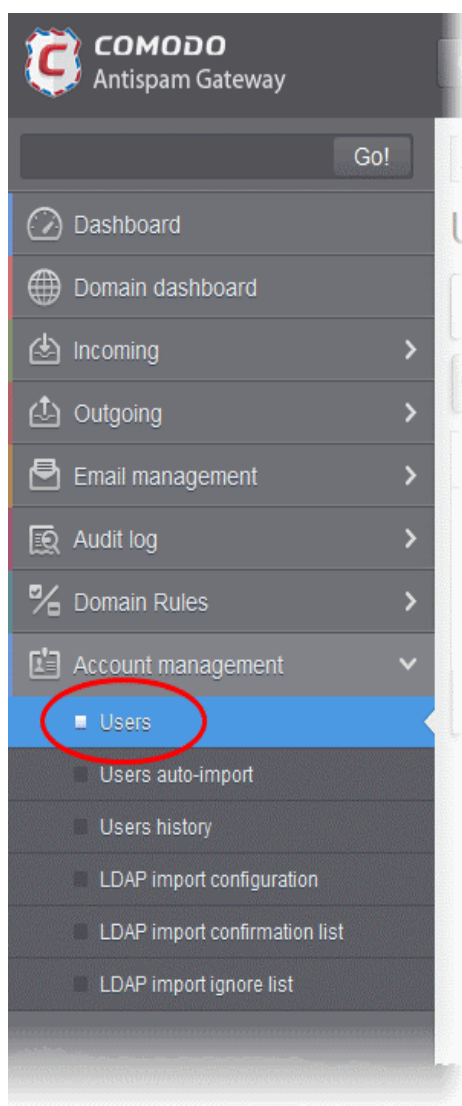 COMODO
Antispam Gateway
Go!
Dashboard
Domain dashboard
Incoming
Outgoing
Email management
Audit log
Domain Rules
Account management
Users
Users auto-import
Users history
LDAP import configuration
LDAP import confirmation list
LDAP import ignore list